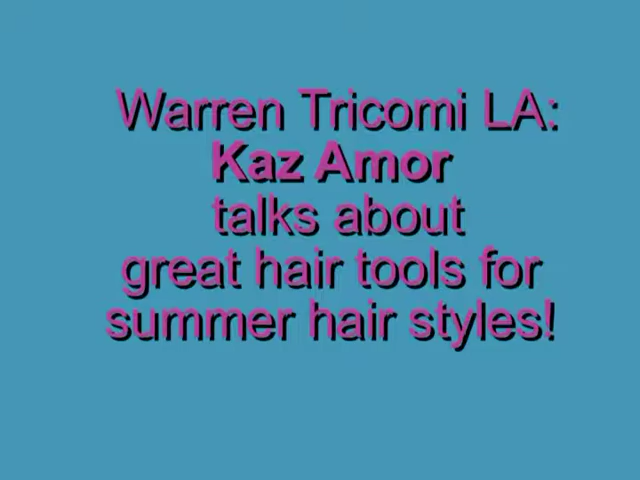 Warren Tricomi LA:
Kaz Amor
talks about
great hair tools for
summer hair styles!